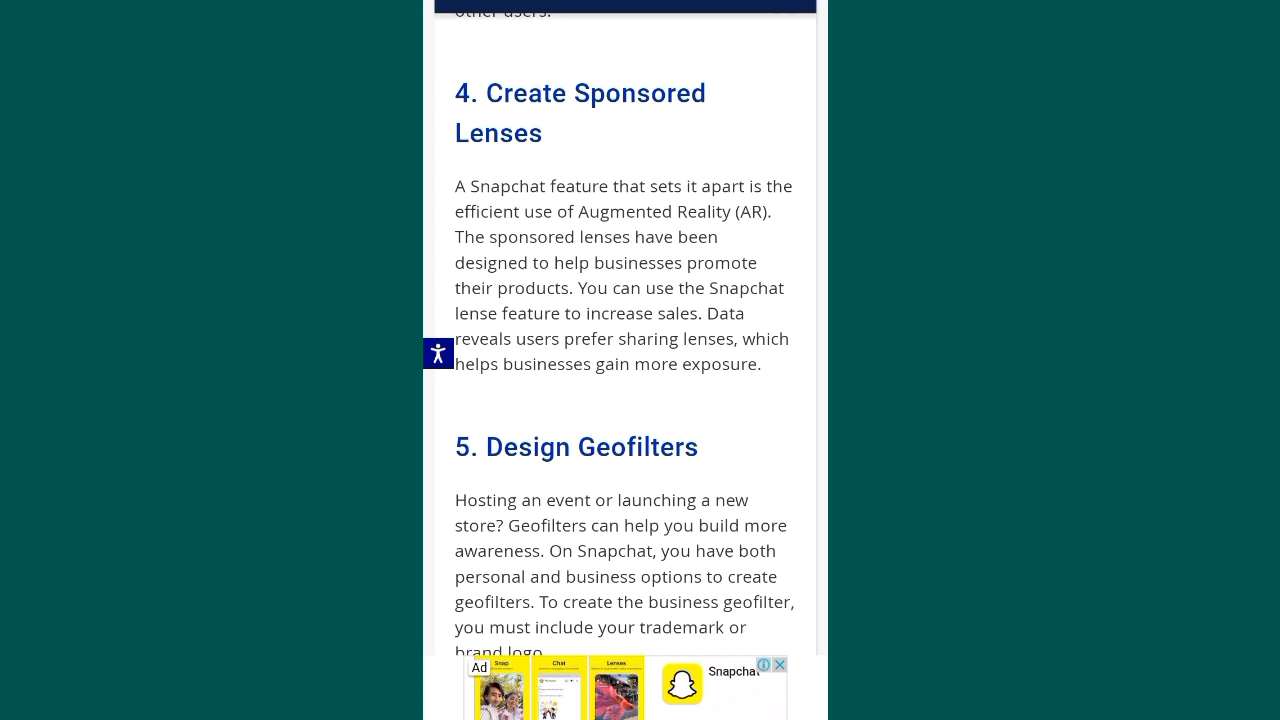 other users.
4. Create Sponsored
Lenses
A Snapchat feature that sets it apart is the
efficient use of Augmented Reality (AR).
The sponsored lenses have been
designed to help businesses promote
their products. You can use the Snapchat
lense feature to increase sales. Data
reveals users prefer sharing lenses, which
helps businesses gain more exposure.
5. Design Geofilters
Hosting an event or launching a new
store? Geofilters can help you build more
awareness. On Snapchat, you have both
personal and business options to create
geofilters. To create the business geofilter,
you must include your trademark or
brand logo
Ad
Snap
Chat
Lenses
Snapchat